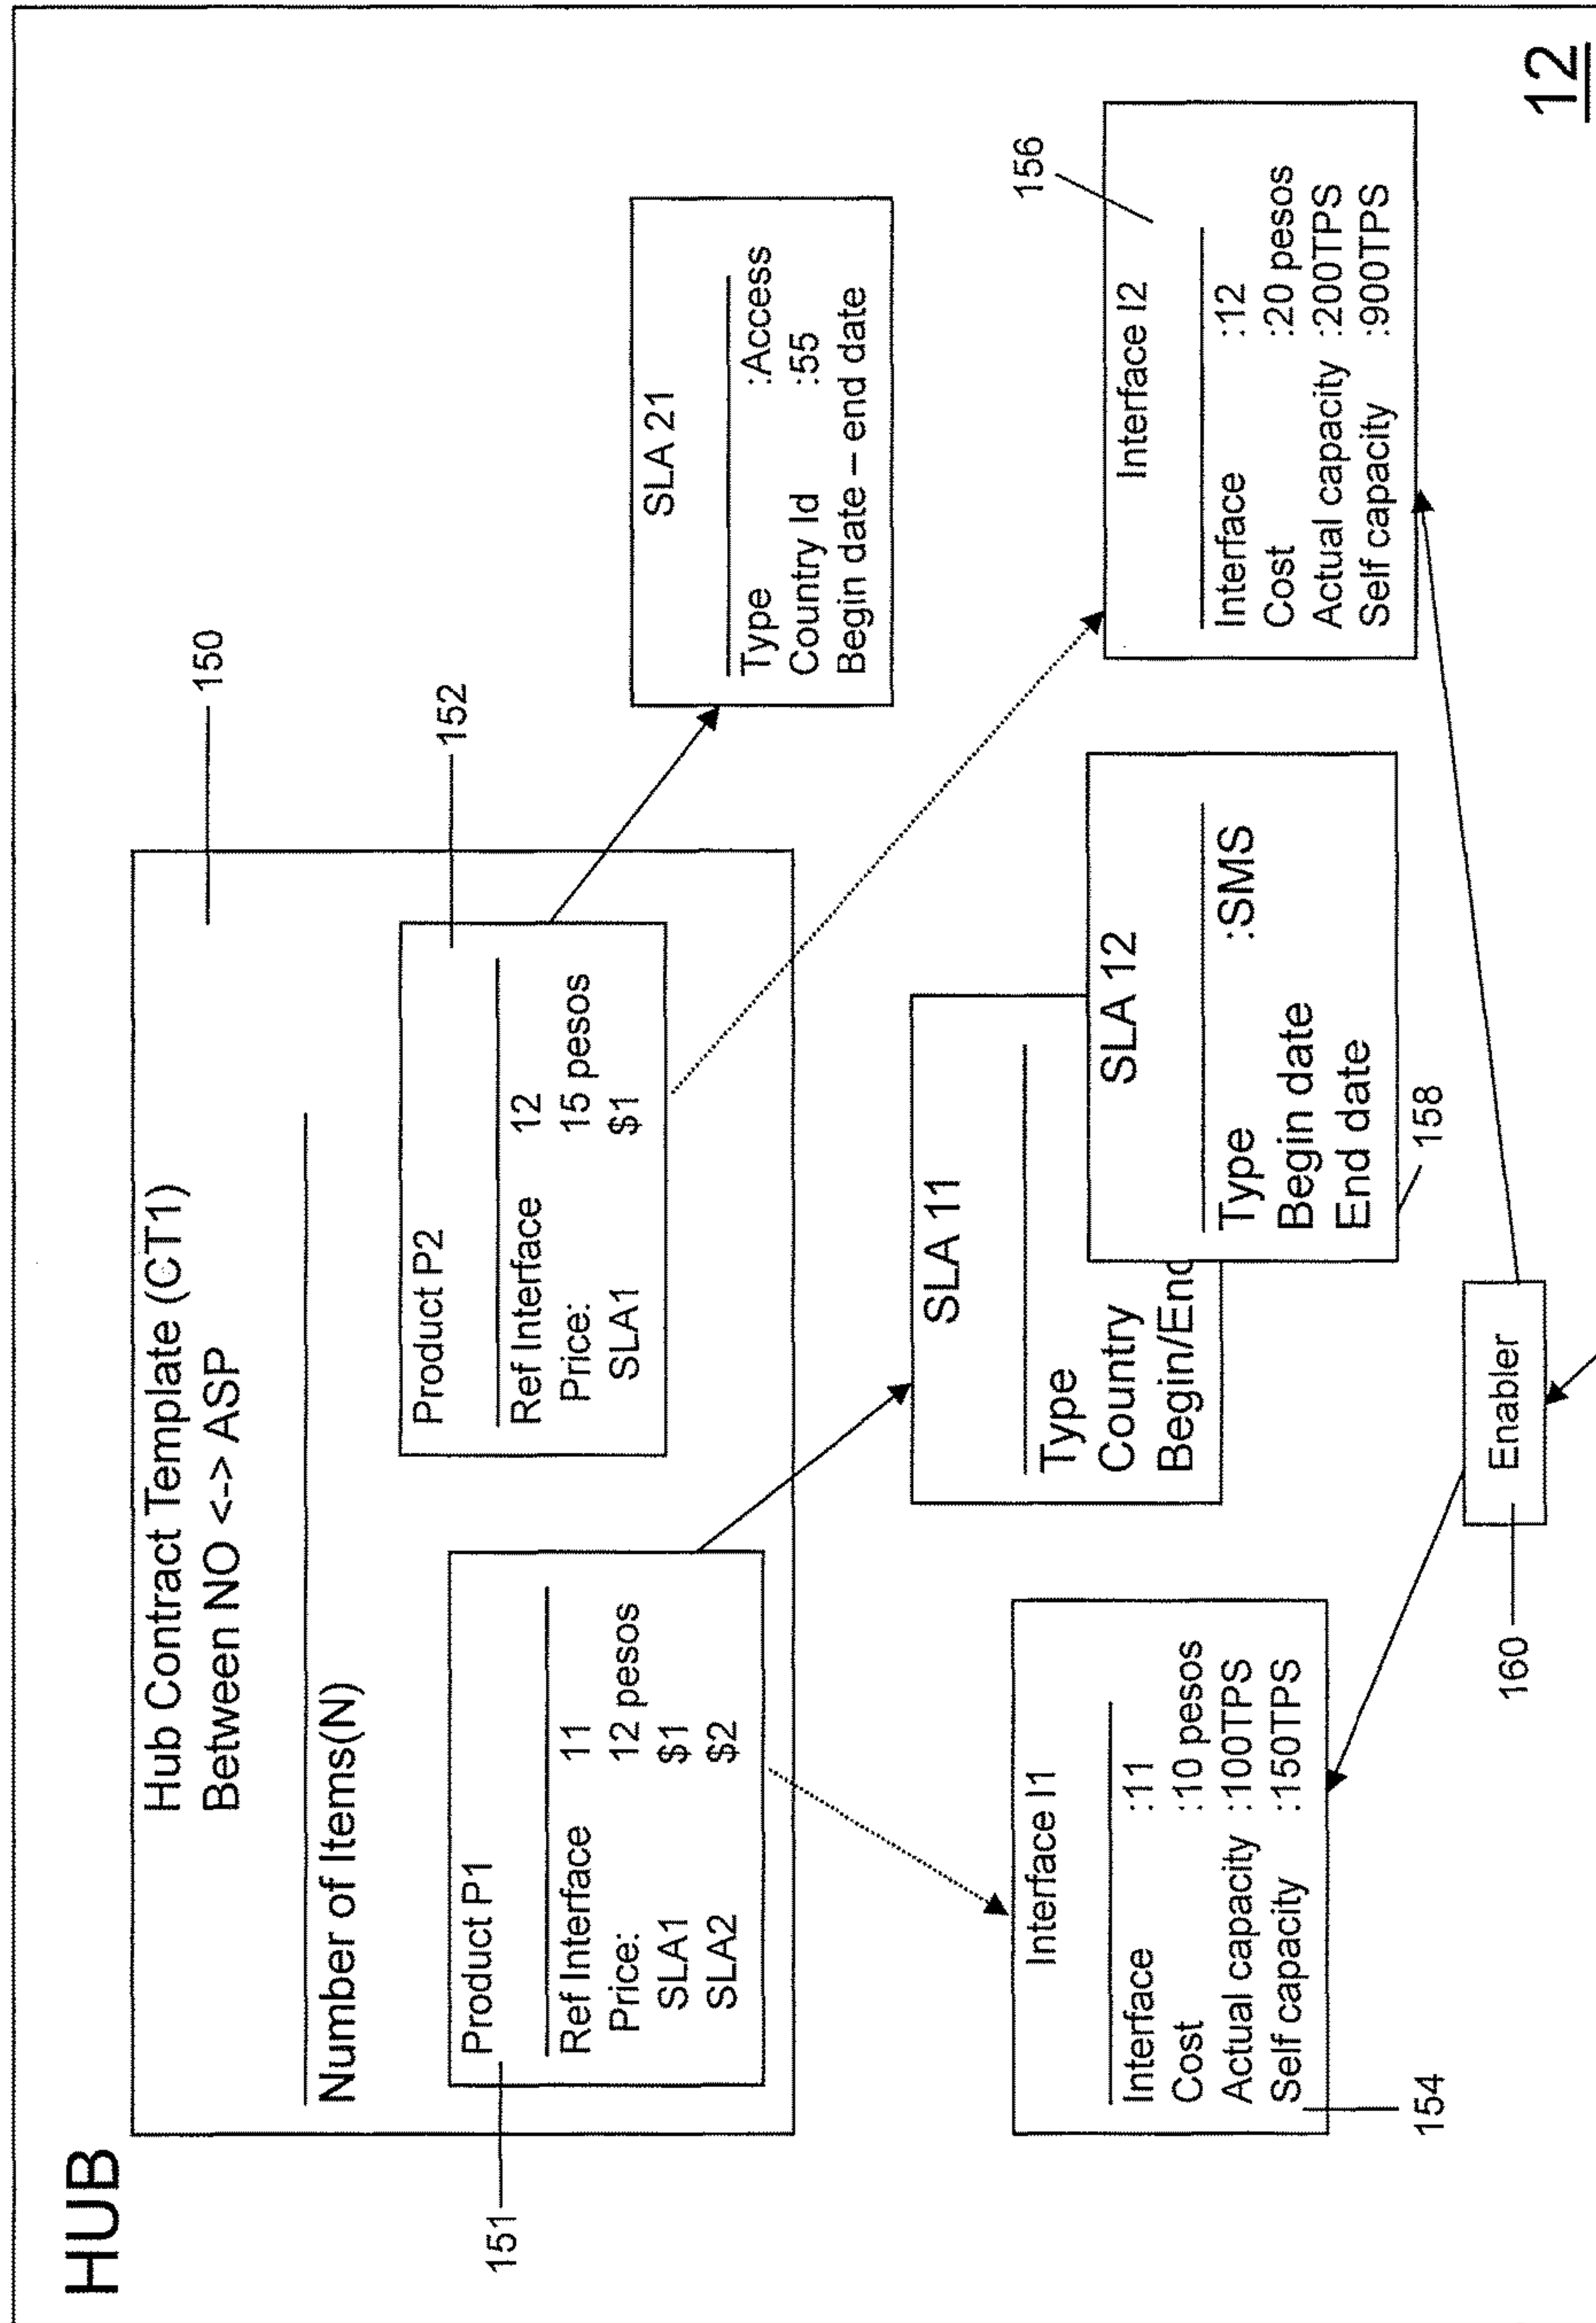 HUB
Hub Contract Template (CT1)
Between NO <-> ASP
150
Number of Items(N)
Product P1
Ref Interface 11
Price: 12 pesos
SLA1 $1
SLA2 $2
151
Product P2
Ref Interface 12
Price: 15 pesos
SLA1 $1
152
SLA 21
Type :Access
Country Id :55
Begin date – end date
Interface I1
Interface :11
Cost :10 pesos
Actual capacity :100TPS
Self capacity :150TPS
154
SLA 11
Type
Country
Begin/End
SLA 12
Type :SMS
Begin date
End date
158
Interface I2
Interface :12
Cost :20 pesos
Actual capacity :200TPS
Self capacity :900TPS
156
Enabler
160
12